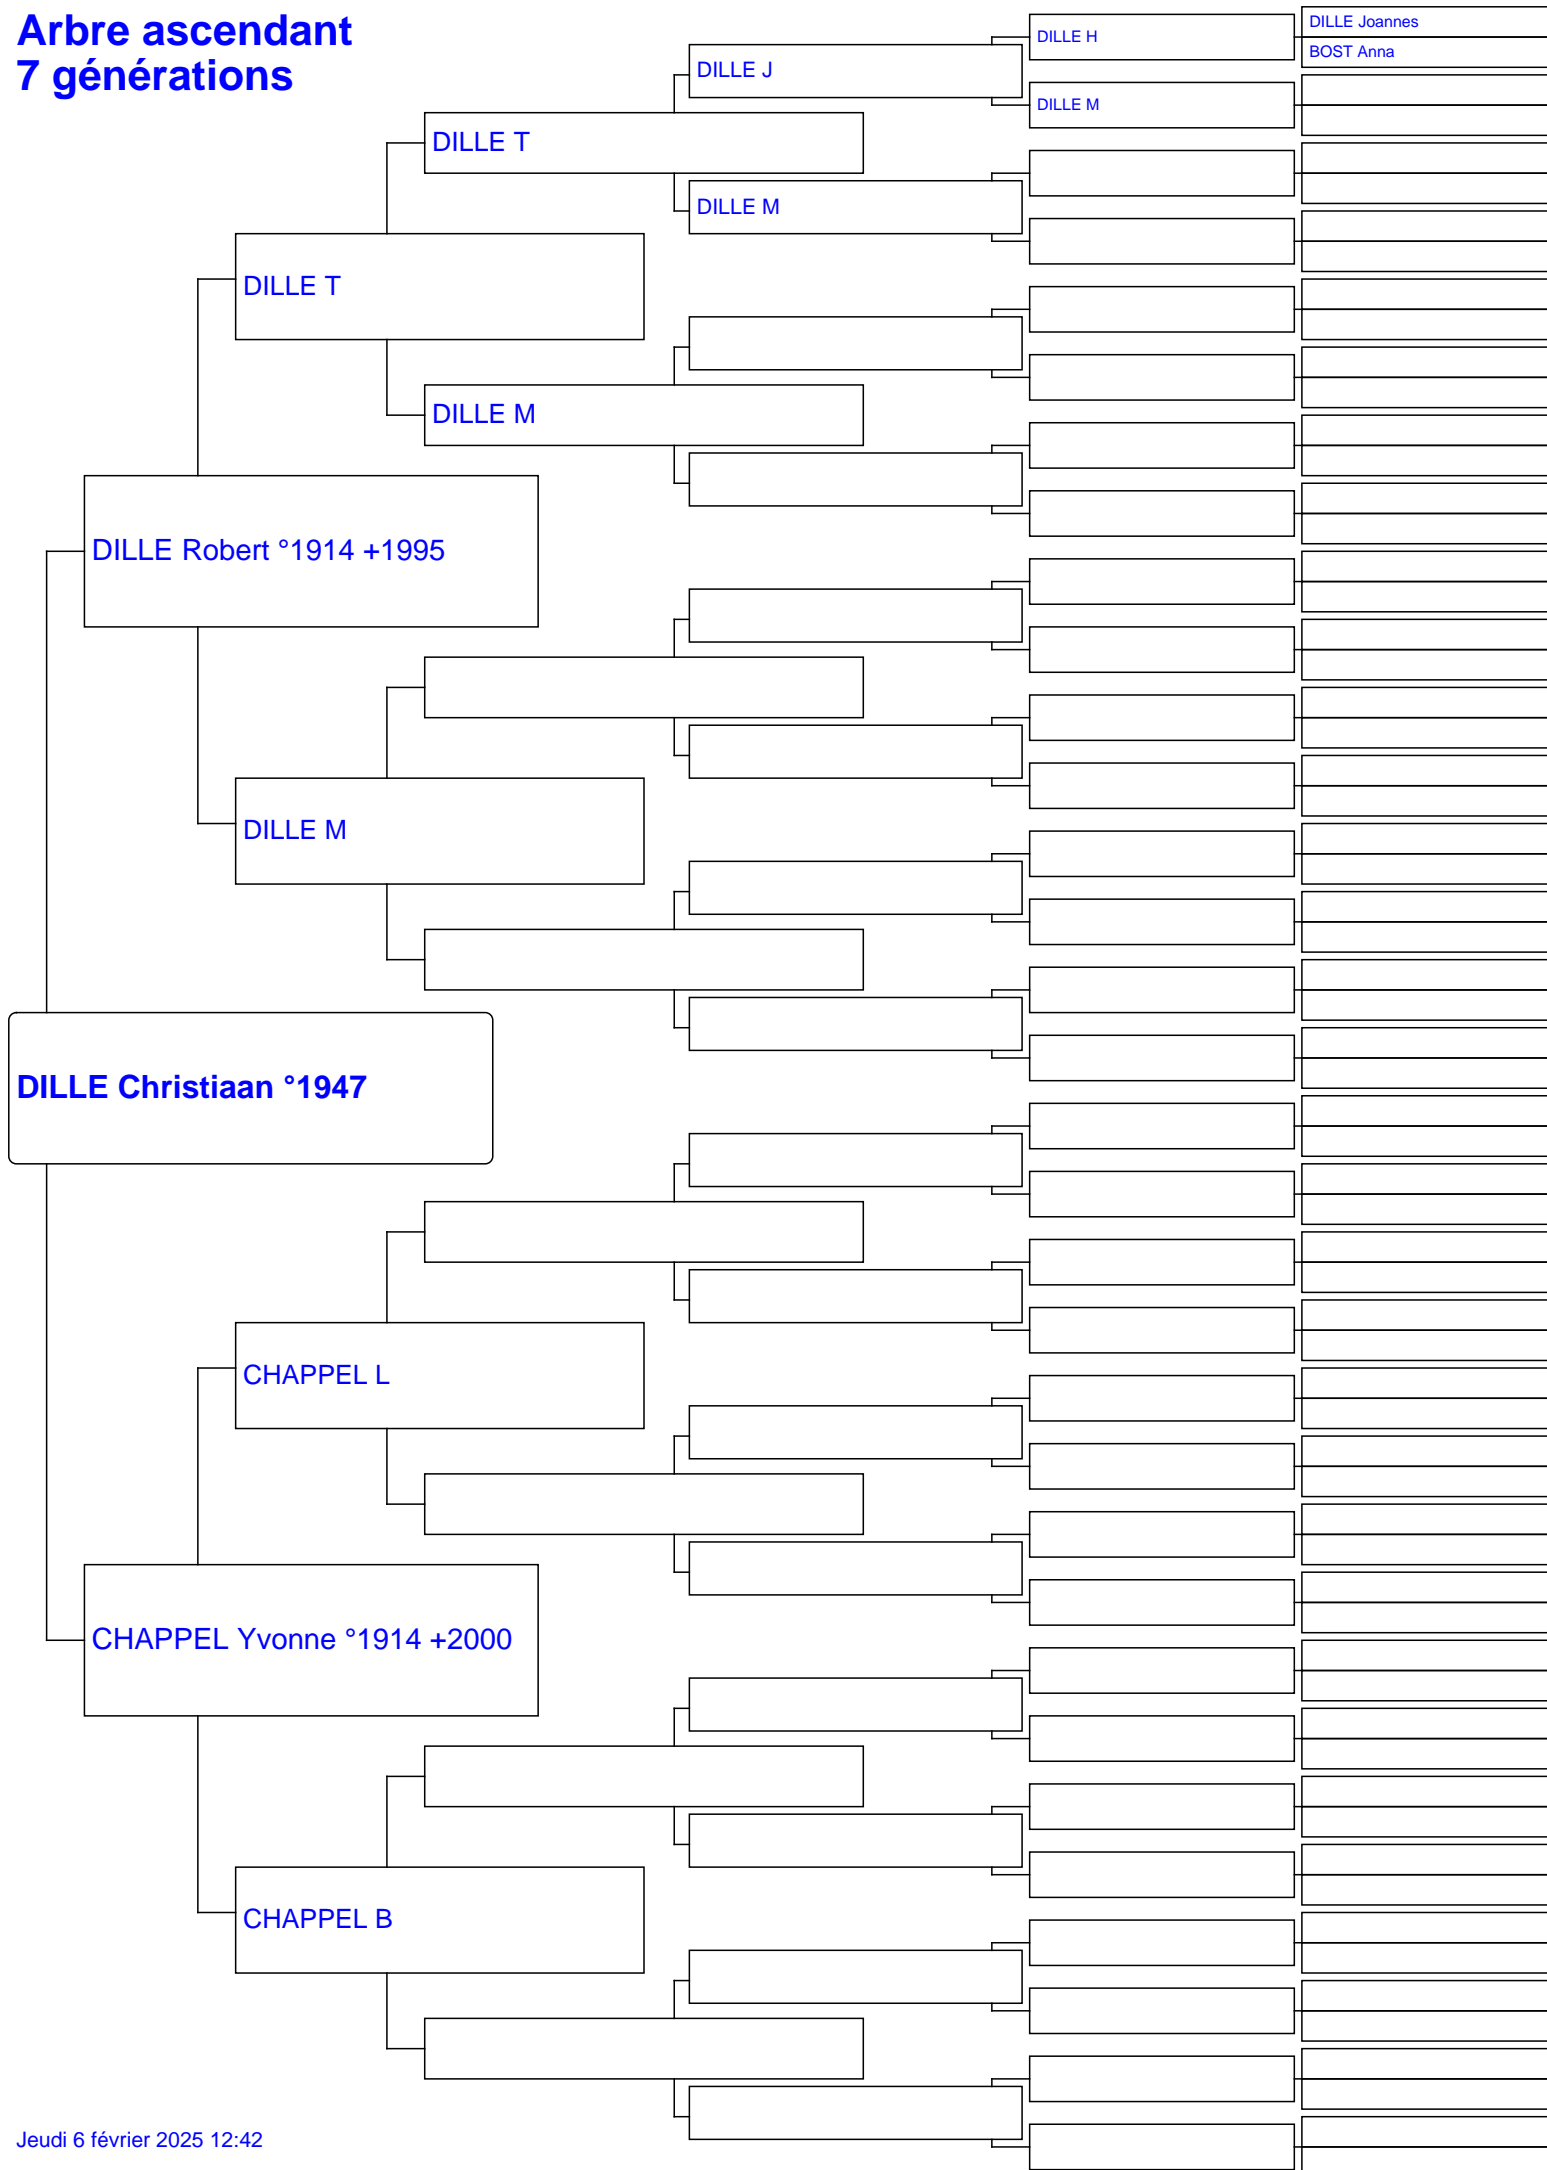 Arbre ascendant
7 générations
DILLE Joannes
BOST Anna
DILLE H
DILLE J
DILLE M
DILLE T
DILLE M
DILLE T
DILLE M
DILLE Robert °1914 +1995
DILLE M
DILLE Christiaan °1947
CHAPPEL L
CHAPPEL Yvonne °1914 +2000
CHAPPEL B
Jeudi 6 février 2025 12:42